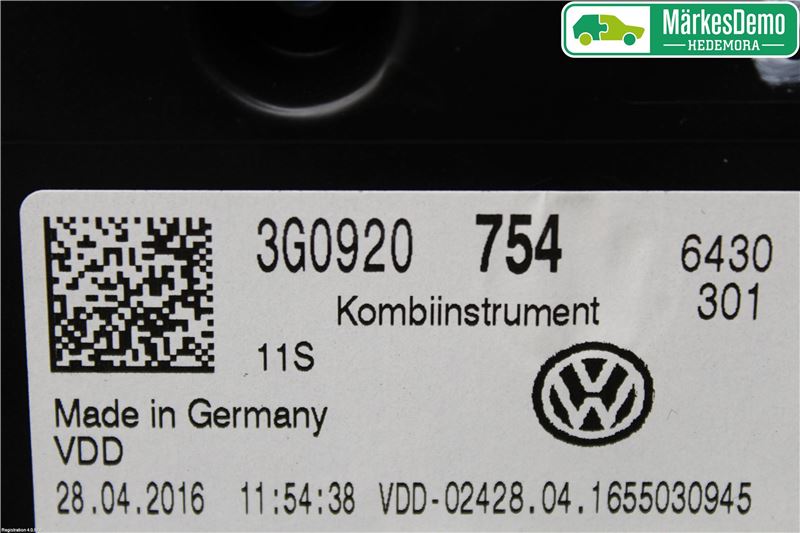 MärkesDemo
HEDEMORA
3G0920 754 6430
Kombiinstrument 301
11S
Made in Germany
VDD
28.04.2016 11:54:38 VDD-02428.04.1655030945